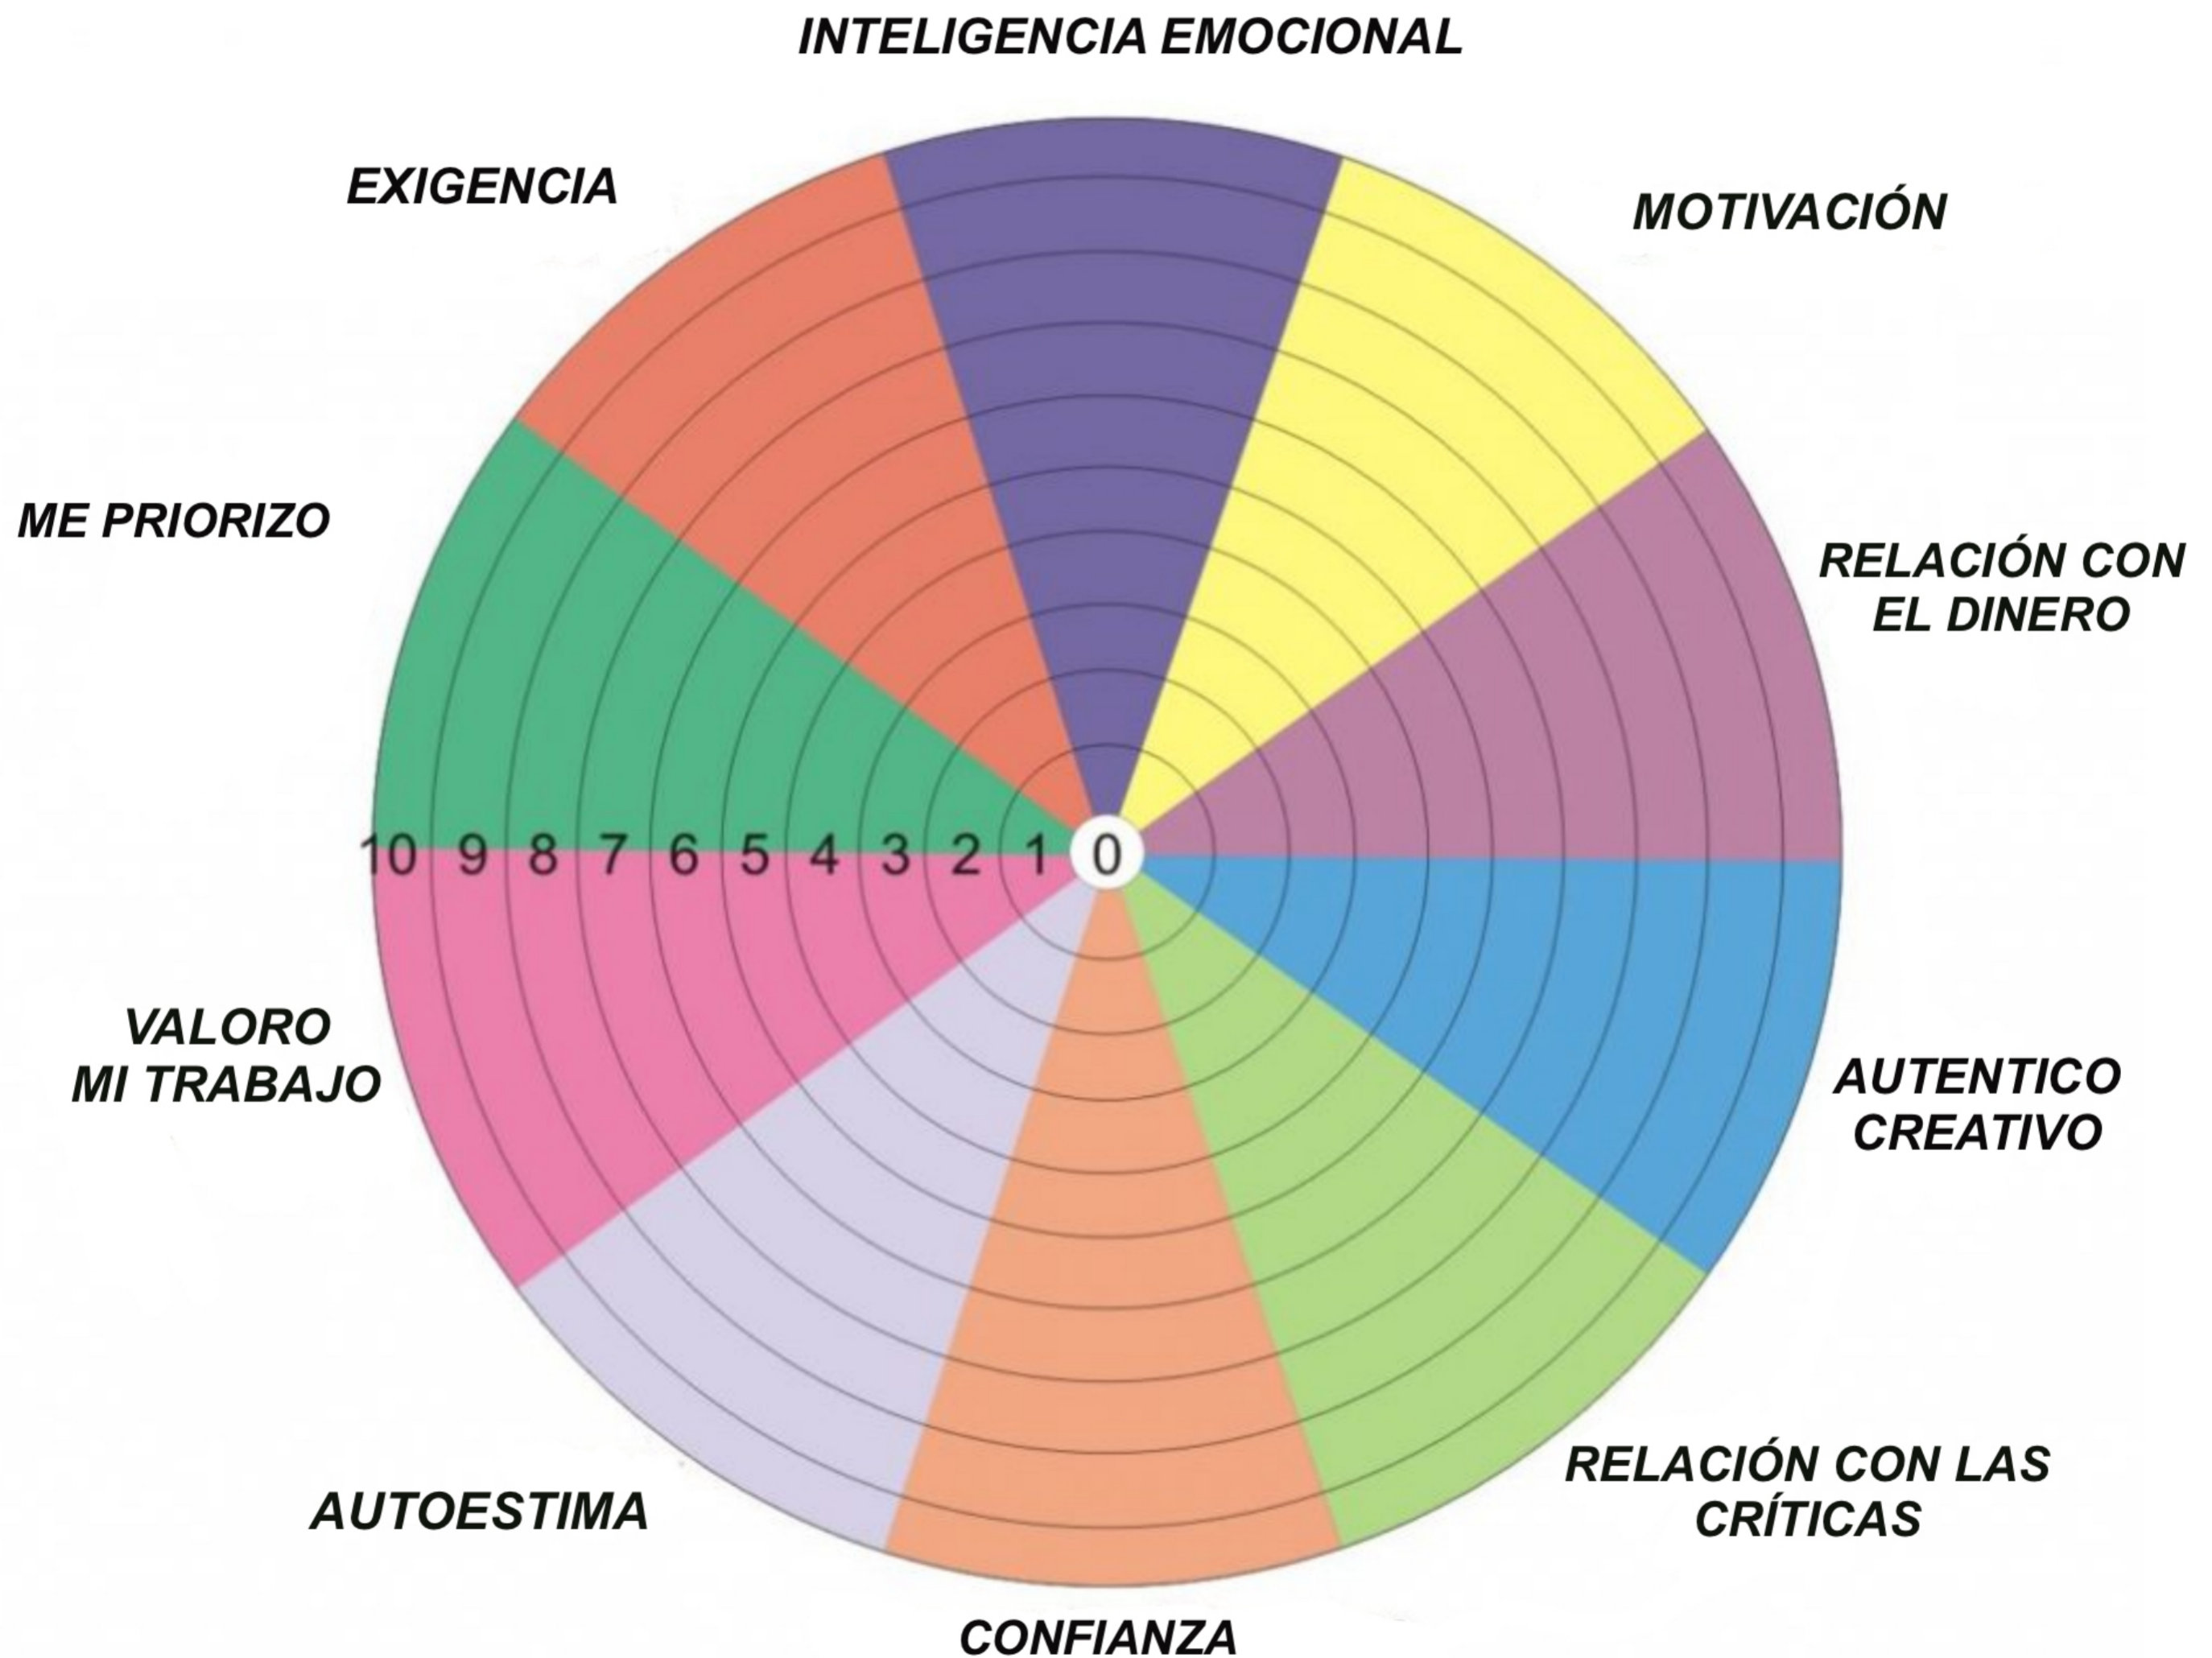 INTELIGENCIA EMOCIONAL
EXIGENCIA
MOTIVACIÓN
ME PRIORIZO
RELACIÓN CON
EL DINERO
10 9 8 7 6 5 4 3 2 1 0
VALORO
MI TRABAJO
AUTENTICO
CREATIVO
AUTOESTIMA
RELACIÓN CON LAS
CRÍTICAS
CONFIANZA